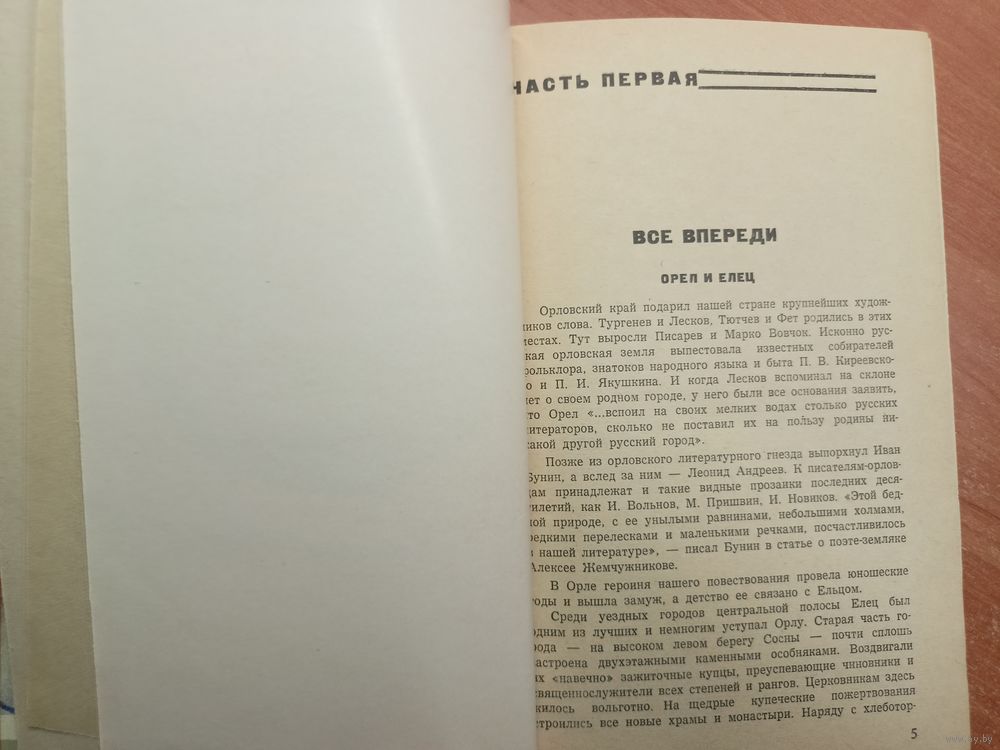 ЧАСТЬ ПЕРВАЯ
ВСЕ ВПЕРЕДИ
ОРЕЛ И ЕЛЕЦ
Орловский край подарил нашей стране крупнейших худож-
ников слова. Тургенев и Лесков, Тютчев и Фет родились в этих
местах. Тут выросли Писарев и Марко Вовчок. Исконно рус-
ская орловская земля выпестовала известных собирателей
фольклора, знатоков народного языка и быта П. В. Киреевско-
го и П. И. Якушкина. И когда Лесков вспоминал на склоне
лет о своем родном городе, у него были все основания заявить,
что Орел «...вспоил на своих мелких водах столько русских
литераторов, сколько не поставил их на пользу родины ни-
какой другой русский город».
Позже из орловского литературного гнезда выпорхнул Иван
Бунин, а вслед за ним — Леонид Андреев. К писателям-орлов-
цам принадлежат и такие видные прозаики последних деся-
тилетий, как И. Вольнов, М. Пришвин, И. Новиков. «Этой бед-
ной природе, с ее унылыми равнинами, небольшими холмами,
редкими перелесками и маленькими речками, посчастливилось
в нашей литературе», — писал Бунин в статье о поэте-земляке
Алексее Жемчужникове.
В Орле героиня нашего повествования провела юношеские
годы и вышла замуж, а детство ее связано с Ельцом.
Среди уездных городов центральной полосы Елец был
одним из лучших и немногим уступал Орлу. Старая часть го-
рода — на высоком левом берегу Сосны — почти сплошь
застроена двухэтажными каменными особняками. Воздвигали
их «навечно» зажиточные купцы, преуспевающие чиновники и
священнослужители всех степеней и рангов. Церковникам здесь
жилось вольготно. На щедрые купеческие пожертвования
строились все новые храмы и монастыри. Наряду с хлеботор-
5
www.ay.by